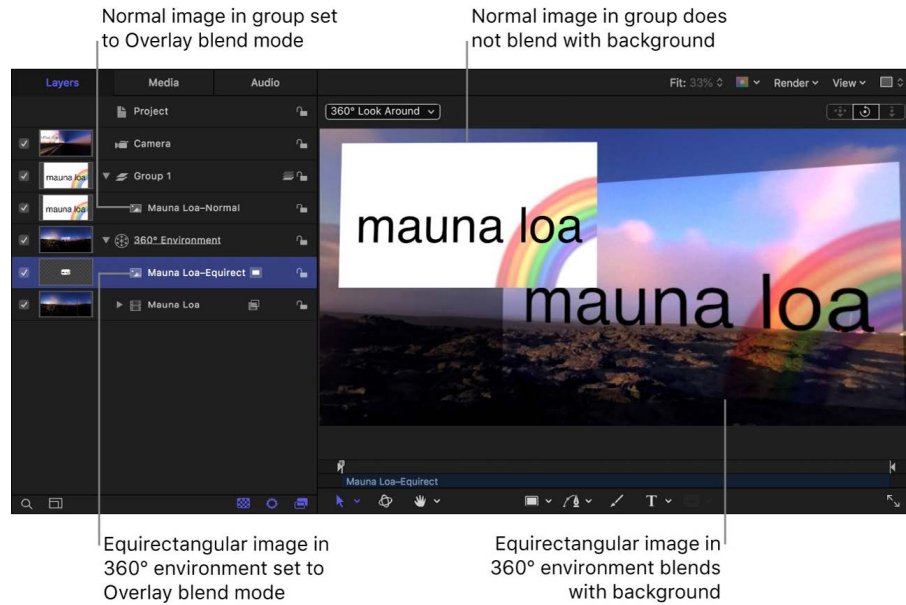 Normal image in group set
to Overlay blend mode
Normal image in group does
not blend with background
Layers
Media
Audio
Fit: 33%
Render
View
Project
360° Look Around
Camera
Group 1
mauna loa
Mauna Loa–Normal
mauna loa
360° Environment
Mauna Loa–Equirect
Mauna Loa
mauna loa
mauna loa
Mauna Loa–Equirect
T
Equirectangular image in
360° environment set to
Overlay blend mode
Equirectangular image in
360° environment blends
with background